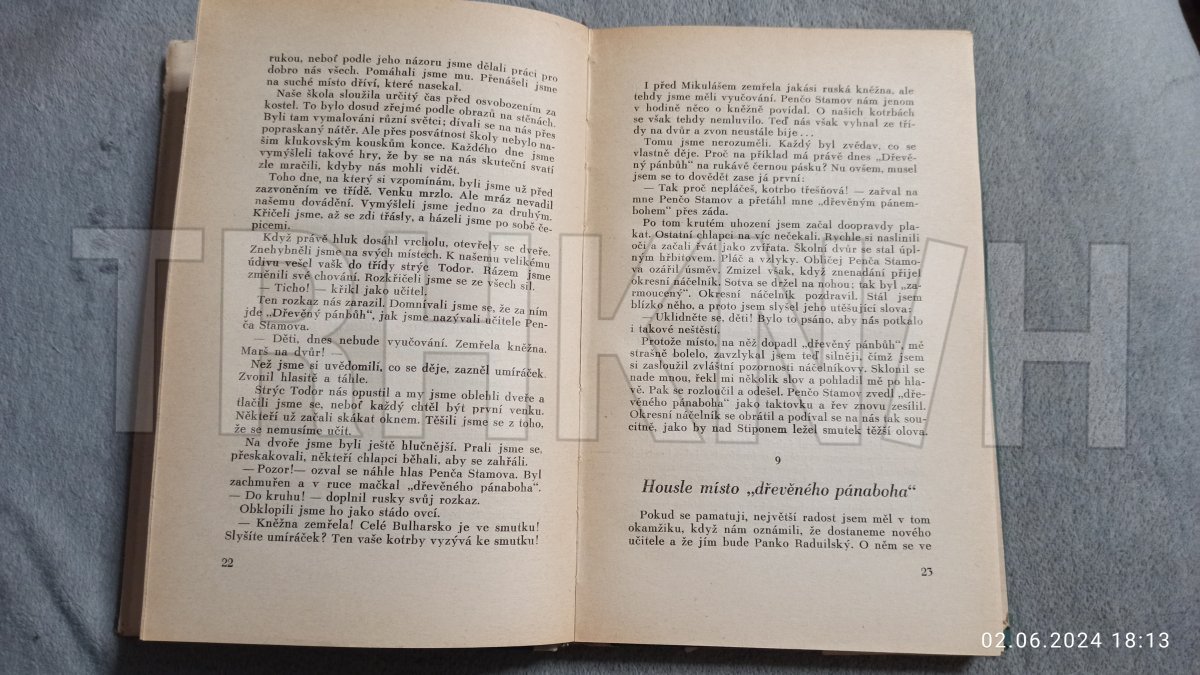 rukou, neboť podle jeho názoru jsme dělali práci pro
dobro nás všech. Pomáhali jsme mu. Přenášeli jsme
na suché místo dříví, které nasekal.
Naše škola sloužila určitý čas před osvobozením za
kostel. To bylo dosud zřejmé podle obrazů na stěnách.
Byli tam vymalováni různí světci; dívali se na nás přes
popraskaný nátěr. Ale přes posvátnost školy nebylo na-
šim klukovským kouskům konce. Každého dne jsme
vymýšleli takové hry, že by se na nás skuteční svatí
zle mračili, kdyby nás mohli vidět.
Toho dne, na který si vzpomínám, byli jsme už před
zazvoněním ve třídě. Venku mrzlo. Ale mráz nevadil
našemu dovádění. Vymýšleli jsme jedno za druhým.
Křičeli jsme, až se zdi třásly, a házeli jsme po sobě če-
picemi.
Když právě hluk dosáhl vrcholu, otevřely se dveře.
Znehybněli jsme na svých místech. K našemu velikému
údivu vešel vašk do třídy strýc Todor. Rázem jsme
změnili své chování. Rozkřičeli jsme se ze všech sil.
— Ticho! — křikl jako učitel.
Ten rozkaz nás zarazil. Domnívali jsme se, že za ním
jde „Dřevěný pánbůh“, jak jsme nazývali učitele Pen-
ča Stamova.
— Děti, dnes nebude vyučování. Zemřela kněžna.
Marš na dvůr! —
Než jsme si uvědomili, co se děje, zazněl umíráček.
Zvonil hlasitě a táhle.
Strýc Todor nás opustil a my jsme oblehli dveře a
tlačili jsme se, neboť každý chtěl být první venku.
Někteří už začali skákat oknem. Těšili jsme se z toho,
že se nemusíme učit.
Na dvoře jsme byli ještě hlučnější. Prali jsme se,
přeskakovali, někteří chlapci běhali, aby se zahřáli.
— Pozor!— ozval se náhle hlas Penča Stamova. Byl
zachmuřen a v ruce mačkal „dřevěného pánaboha“.
— Do kruhu! — doplnil rusky svůj rozkaz.
Obklopili jsme ho jako stádo ovcí.
— Kněžna zemřela! Celé Bulharsko je ve smutku!
Slyšíte umíráček? Ten vaše kotrby vyzývá ke smutku!
22
I před Mikulášem zemřela jakási ruská kněžna, ale
tehdy jsme měli vyučování. Penčo Stamov nám jenom
v hodině něco o kněžně povídal. O našich kotrbách
se však tehdy nemluvilo. Teď nás však vyhnal ze tří-
dy na dvůr a zvon neustále bije...
Tomu jsme nerozuměli. Každý byl zvědav, co se
vlastně děje. Proč na příklad má právě dnes „Dřevě-
ný pánbůh“ na rukávě černou pásku? Nu ovšem, musel
jsem se to dovědět zase já první:
— Tak proč nepláčeš, kotrbo třešňová! — zařval na
mne Penčo Stamov a přetáhl mne „dřevěným pánem-
bohem“ přes záda.
Po tom krutém uhození jsem začal doopravdy pla-
kat. Ostatní chlapci na víc nečekali. Rychle si naslinili
oči a začali řvát jako zvířata. Školní dvůr se stal úpl-
ným hřbitovem. Pláč a vzlyky. Obličej Penča Stamo-
va ozářil úsměv. Zmizel však, když znenadání přijel
okresní náčelník. Sotva se držel na nohou; tak byl „zar-
moucený“. Okresní náčelník pozdravil. Stál jsem
blízko něho, a proto jsem slyšel jeho utěšující slova:
— Uklidněte se, děti! Bylo to psáno, aby nás potkalo
i takové neštěstí.
Protože místo, na něž dopadl „dřevěný pánbůh“, mě
strašně bolelo, zavzlykal jsem teď silněji, čímž jsem
si zasloužil zvláštní pozornosti náčelníkovy. Sklonil se
nade mnou, řekl mi několik slov a pohladil mě po hla-
vě. Pak se rozloučil a odešel. Penčo Stamov zvedl „dře-
věného pánaboha“ jako taktovku a řev znovu zesílil.
Okresní náčelník se obrátil a podíval se na nás tak sou-
citně, jako by nad Stiponem ležel smutek těžší olova.
9
Housle místo „dřevěného pánaboha“
Pokud se pamatuji, největší radost jsem měl v tom
okamžiku, když nám oznámili, že dostaneme nového
učitele a že jím bude Panko Raduilský. O něm se ve
23
TRHKNIH
02.06.2024 18:13